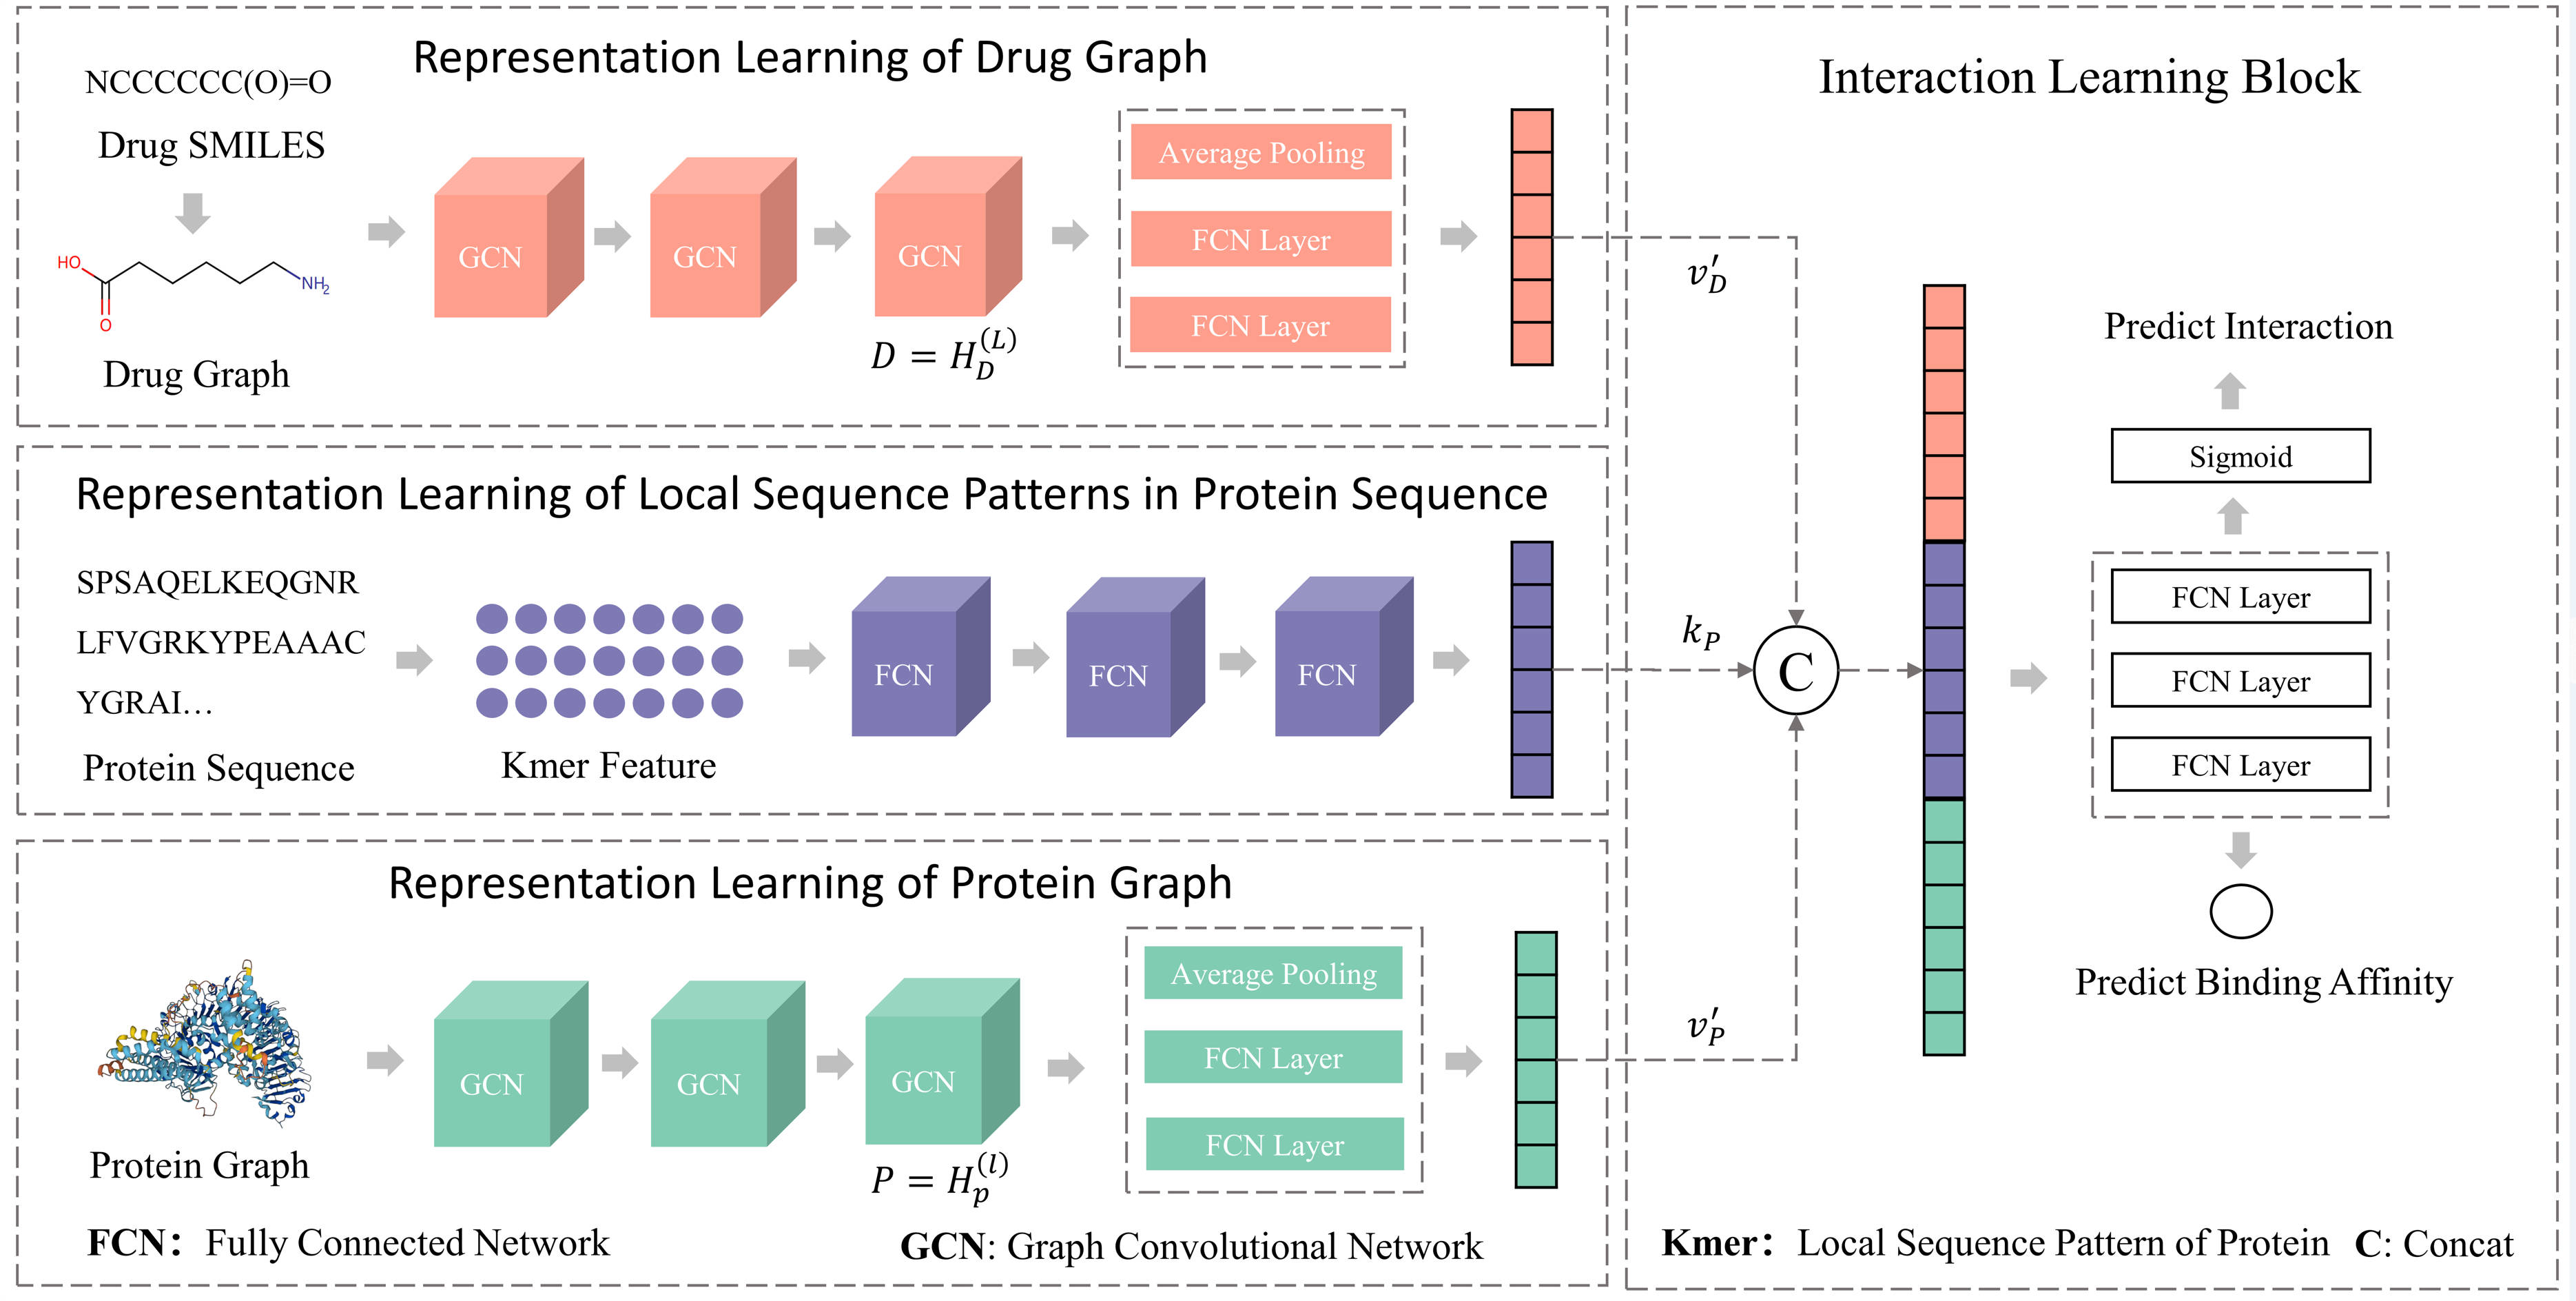 Representation Learning of Drug Graph
NCCCCCC(O)=O
Drug SMILES
HO
O
NH₂
Drug Graph
GCN
GCN
GCN
D = H_D^(L)
Average Pooling
FCN Layer
FCN Layer
Representation Learning of Local Sequence Patterns in Protein Sequence
SPSAQELKEQGNR
LFVGRKYPEAAAC
YGRAI…
Protein Sequence
Kmer Feature
FCN
FCN
FCN
Representation Learning of Protein Graph
Protein Graph
GCN
GCN
GCN
P = H_p^(l)
Average Pooling
FCN Layer
FCN Layer
FCN: Fully Connected Network
GCN: Graph Convolutional Network
Interaction Learning Block
v′_D
k_P
v′_P
C
Predict Interaction
Sigmoid
FCN Layer
FCN Layer
FCN Layer
Predict Binding Affinity
Kmer: Local Sequence Pattern of Protein C: Concat